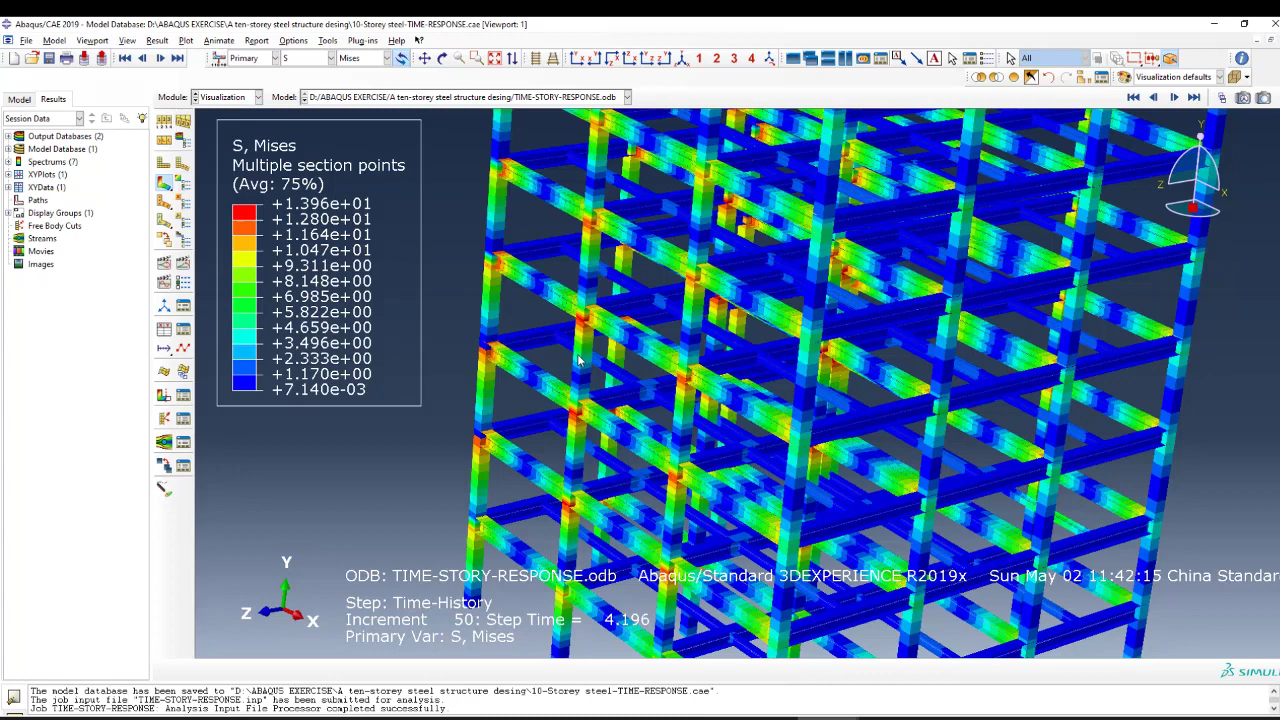 Abaqus/CAE 2019 - Model Database: D:\ABAQUS EXERCISE\A ten-storey steel structure desing\10-Storey steel-TIME-RESPONSE.cae [Viewport: 1]
File Model Viewport View Result Plot Animate Report Options Tools Plug-ins Help
Primary S Mises 1 2 3 4 A All
Visualization defaults
Model Results Module: Visualization Model: D:/ABAQUS EXERCISE/A ten-storey steel structure desing/TIME-STORY-RESPONSE.odb
Session Data
Output Databases (2)
Model Database (1)
Spectrums (7)
XYPlots (1)
XYData (1)
Paths
Display Groups (1)
Free Body Cuts
Streams
Movies
Images
S, Mises
Multiple section points
(Avg: 75%)
+1.396e+01
+1.280e+01
+1.164e+01
+1.047e+01
+9.311e+00
+8.148e+00
+6.985e+00
+5.822e+00
+4.659e+00
+3.496e+00
+2.333e+00
+1.170e+00
Y
Z
X
Y
Z
X
ODB: TIME-STORY-RESPONSE.odb Abaqus/Standard 3DEXPERIENCE R2019x Sun May 02 11:42:15 China Standar
Step: Time-History
Increment 50: Step Time = 4.196
Primary Var: S, Mises
SIMUL
The model database has been saved to "D:\ABAQUS EXERCISE\A ten-storey steel structure desing\10-Storey steel-TIME-RESPONSE.cae".
The job input file "TIME-STORY-RESPONSE.inp" has been submitted for analysis.
Job TIME-STORY-RESPONSE: Analysis Input File Processor completed successfully.